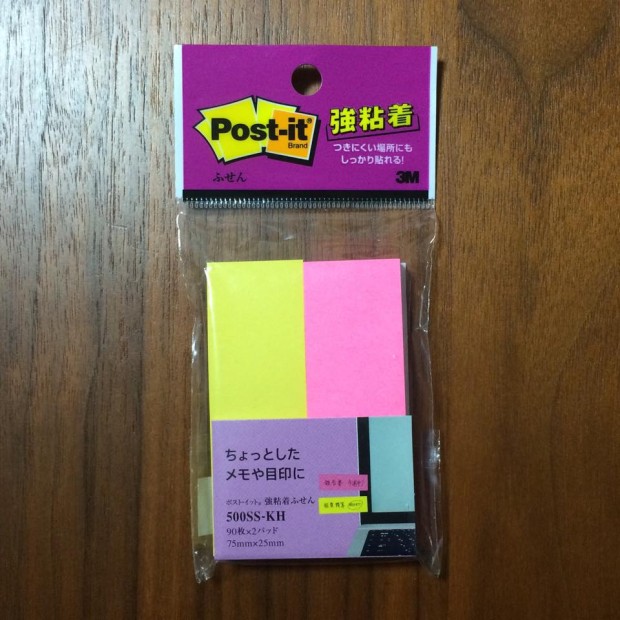 Post-it
Brand
強粘着
つきにくい場所にも
しっかり貼れる!
ふせん
3M
ちょっとした
メモや目印に
ポスト・イット® 強粘着ふせん
500SS-KH
90枚×2パッド
75mm×25mm